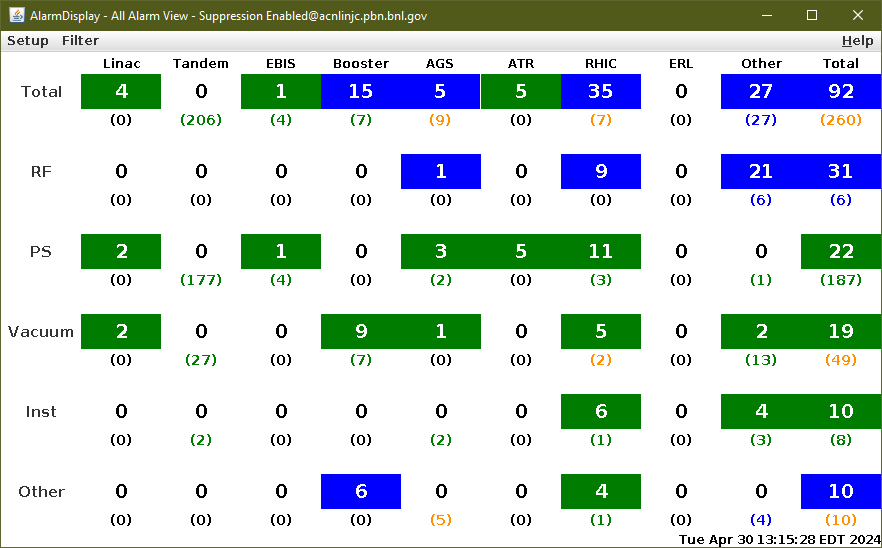 AlarmDisplay - All Alarm View - Suppression Enabled@acnlinjc.pbn.bnl.gov
Setup Filter Help
Linac Tandem EBIS Booster AGS ATR RHIC ERL Other Total
Total 4 0 1 15 5 5 35 0 27 92
(0) (206) (4) (7) (9) (0) (7) (0) (27) (260)
RF 0 0 0 0 1 0 9 0 21 31
(0) (0) (0) (0) (0) (0) (0) (0) (6) (6)
PS 2 0 1 0 3 5 11 0 0 22
(0) (177) (4) (0) (2) (0) (3) (0) (1) (187)
Vacuum 2 0 0 9 1 0 5 0 2 19
(0) (27) (0) (7) (0) (0) (2) (0) (13) (49)
Inst 0 0 0 0 0 0 6 0 4 10
(0) (2) (0) (0) (2) (0) (1) (0) (3) (8)
Other 0 0 0 6 0 0 4 0 0 10
(0) (0) (0) (0) (5) (0) (1) (0) (4) (10)
Tue Apr 30 13:15:28 EDT 2024